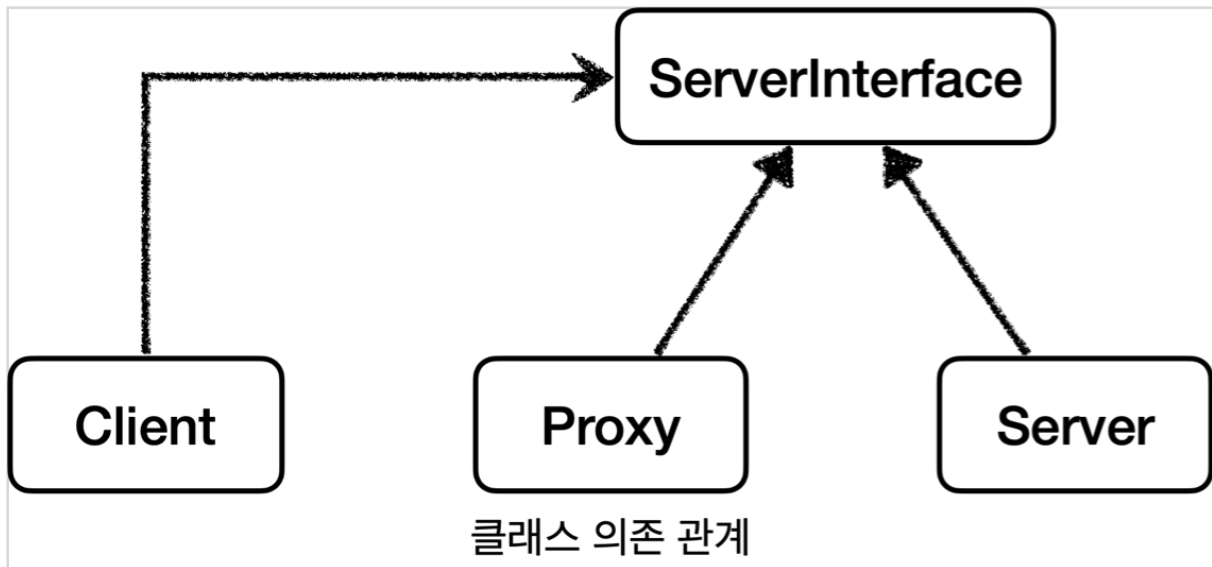 ServerInterface
Client
Proxy
Server
클래스 의존 관계